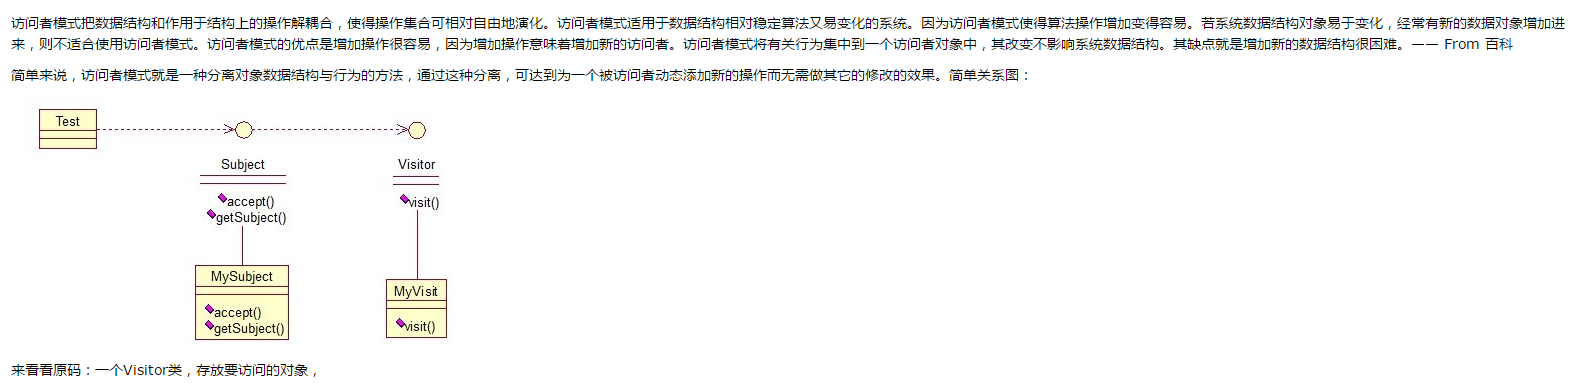 访问者模式把数据结构和作用于结构上的操作解耦合，使得操作集合可相对自由地演化。访问者模式适用于数据结构相对稳定算法又易变化的系统。因为访问者模式使得算法操作增加变得容易。若系统数据结构对象易于变化，经常有新的数据对象增加进
来，则不适合使用访问者模式。访问者模式的优点是增加操作很容易，因为增加操作意味着增加新的访问者。访问者模式将有关行为集中到一个访问者对象中，其改变不影响系统数据结构。其缺点就是增加新的数据结构很困难。—— From 百科
简单来说，访问者模式就是一种分离对象数据结构与行为的方法，通过这种分离，可达到为一个被访问者动态添加新的操作而无需做其它的修改的效果。简单关系图：
Test
Subject
accept()
getSubject()
Visitor
visit()
MySubject
accept()
getSubject()
MyVisit
visit()
来看看原码：一个Visitor类，存放要访问的对象，